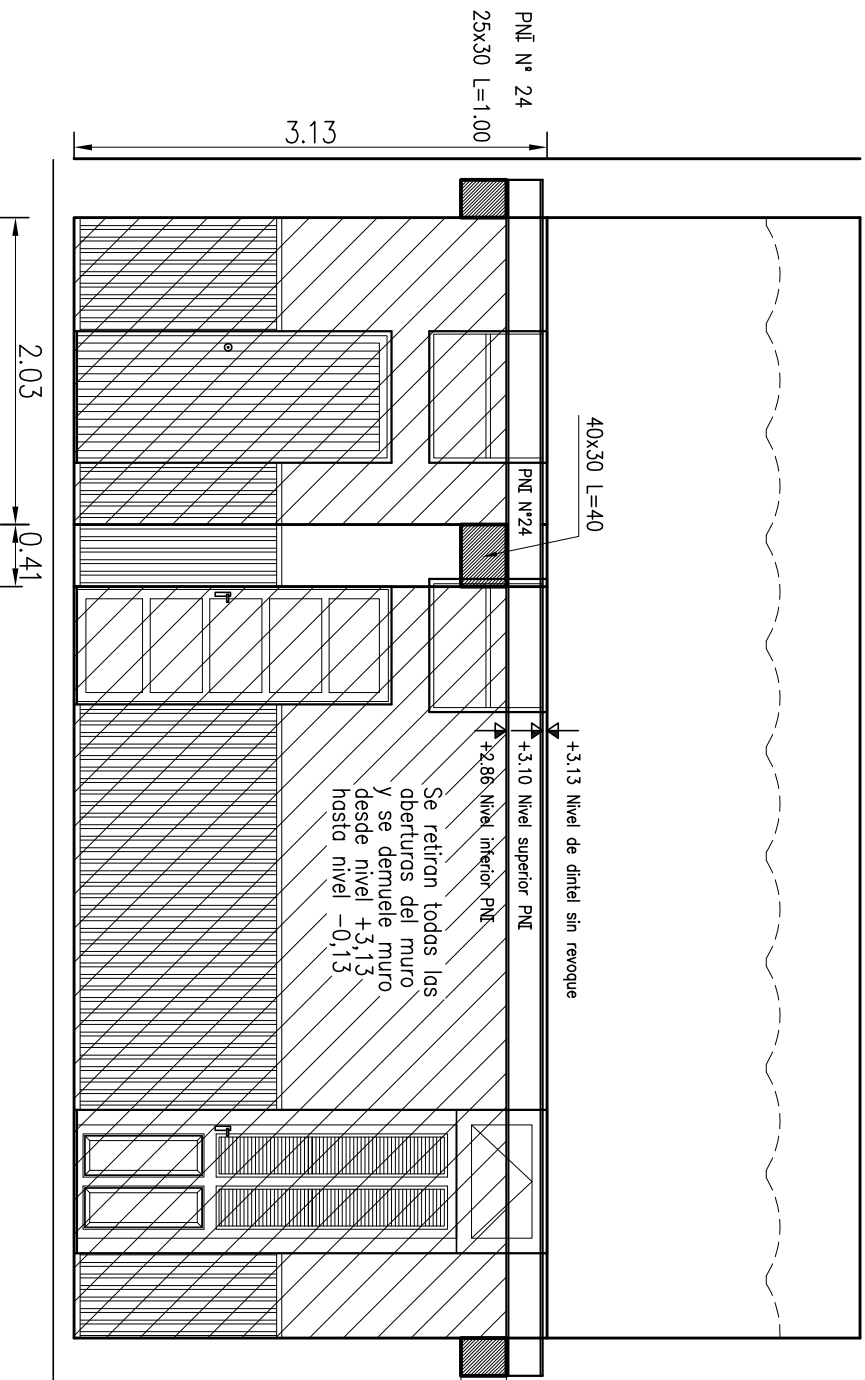 PNI N° 24
25x30 L=1.00
3.13
2.03
0.41
40x30 L=40
PNI N°24
+3.13 Nivel de dintel sin revoque
+3.10 Nivel superior PNI
+2.86 Nivel inferior PNI
Se retiran todas las
aberturas del muro
y se demuele muro
desde nivel +3,13
hasta nivel -0,13